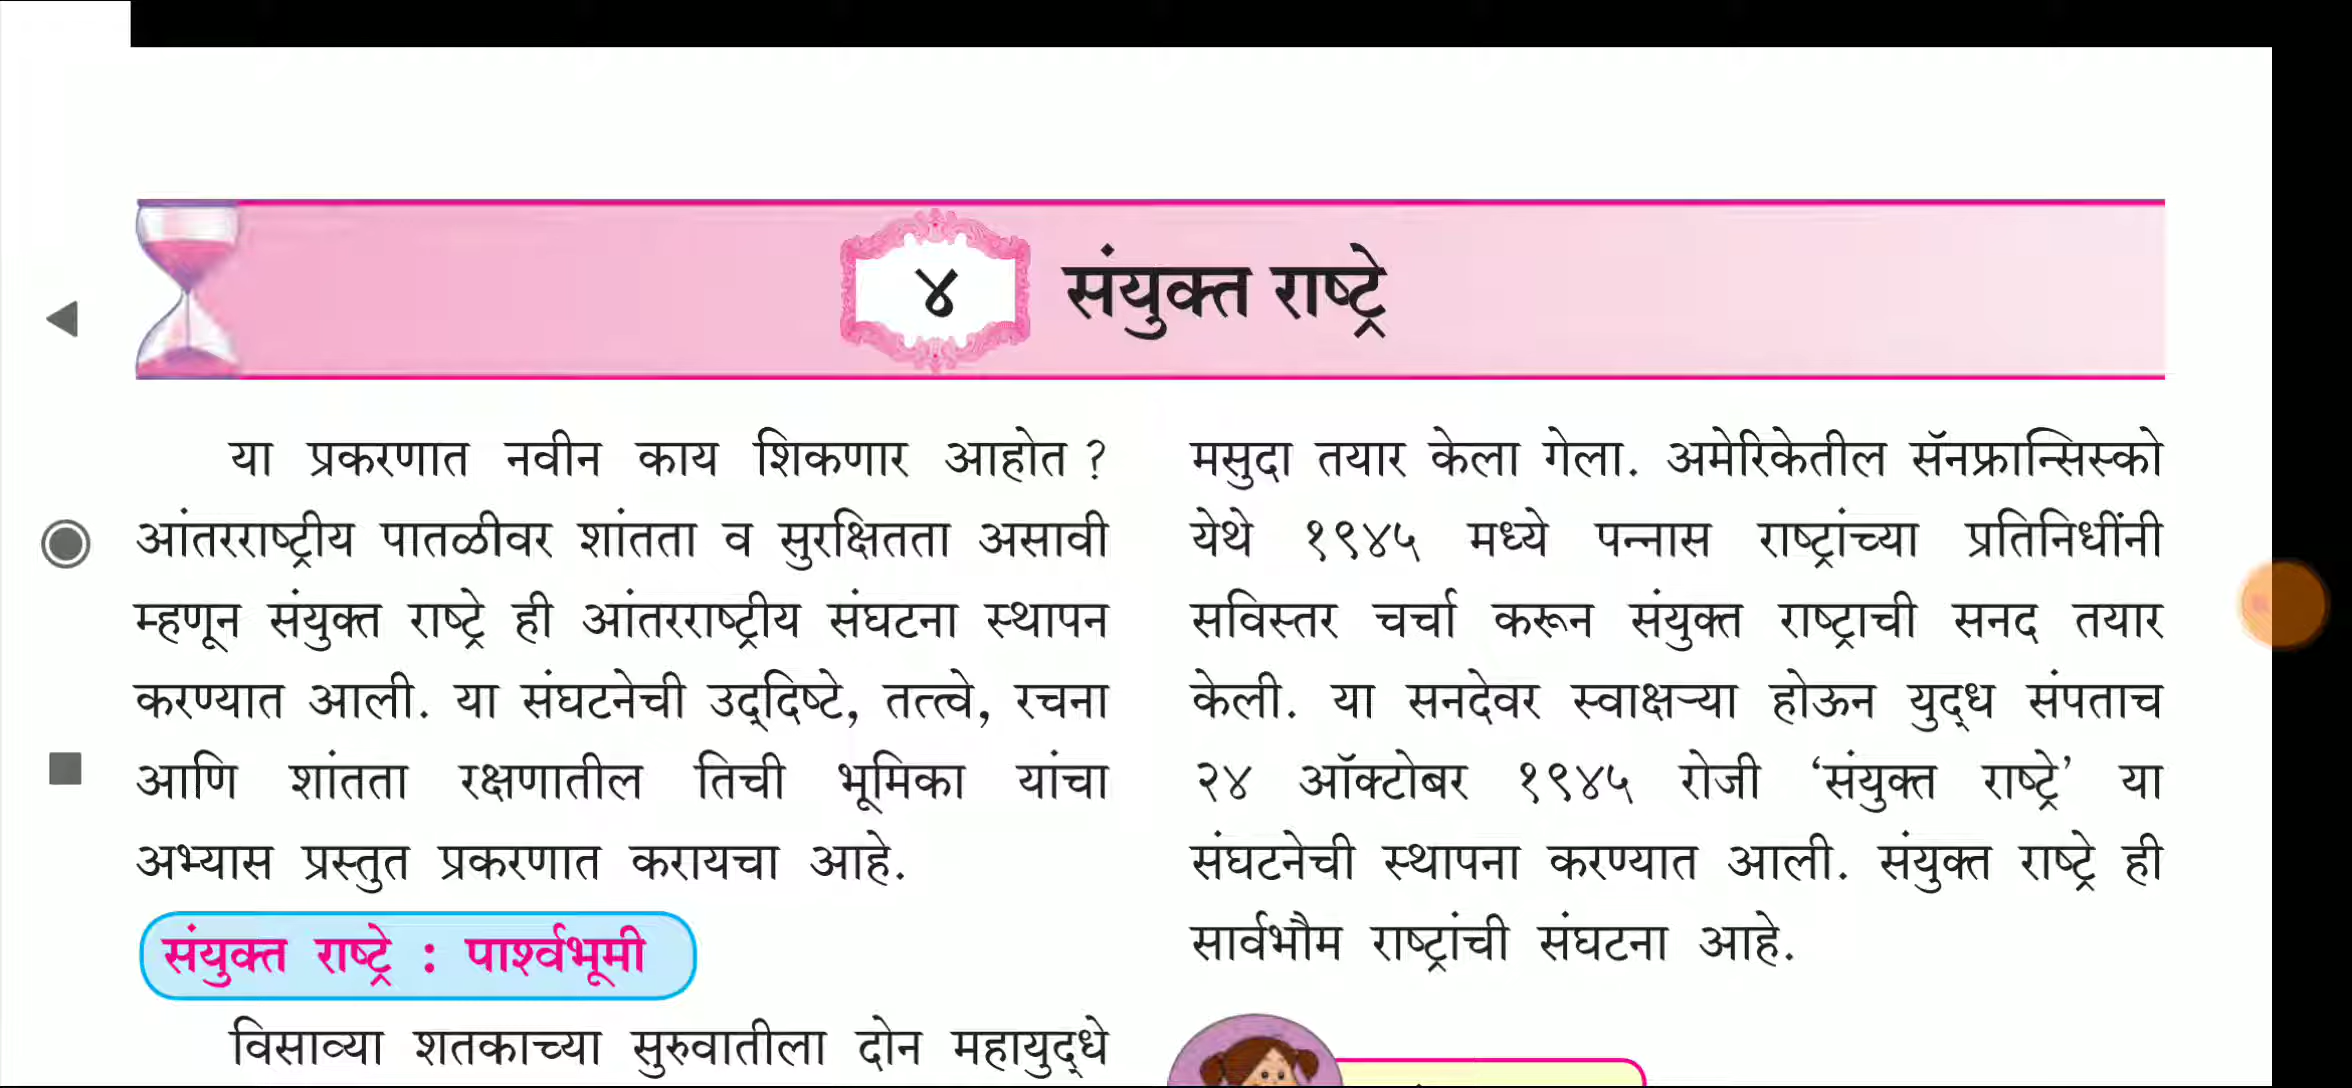 ४ संयुक्त राष्ट्रे
या प्रकरणात नवीन काय शिकणार आहोत ?
आंतरराष्ट्रीय पातळीवर शांतता व सुरक्षितता असावी
म्हणून संयुक्त राष्ट्रे ही आंतरराष्ट्रीय संघटना स्थापन
करण्यात आली. या संघटनेची उद्‌दिष्टे, तत्त्वे, रचना
आणि शांतता रक्षणातील तिची भूमिका यांचा
अभ्यास प्रस्तुत प्रकरणात करायचा आहे.
संयुक्त राष्ट्रे : पार्श्वभूमी
विसाव्या शतकाच्या सुरुवातीला दोन महायुद्‌धे
मसुदा तयार केला गेला. अमेरिकेतील सॅनफ्रान्सिस्को
येथे १९४५ मध्ये पन्नास राष्ट्रांच्या प्रतिनिधींनी
सविस्तर चर्चा करून संयुक्त राष्ट्राची सनद तयार
केली. या सनदेवर स्वाक्षऱ्या होऊन युद्‌ध संपताच
२४ ऑक्टोबर १९४५ रोजी ‘संयुक्त राष्ट्रे’ या
संघटनेची स्थापना करण्यात आली. संयुक्त राष्ट्रे ही
सार्वभौम राष्ट्रांची संघटना आहे.